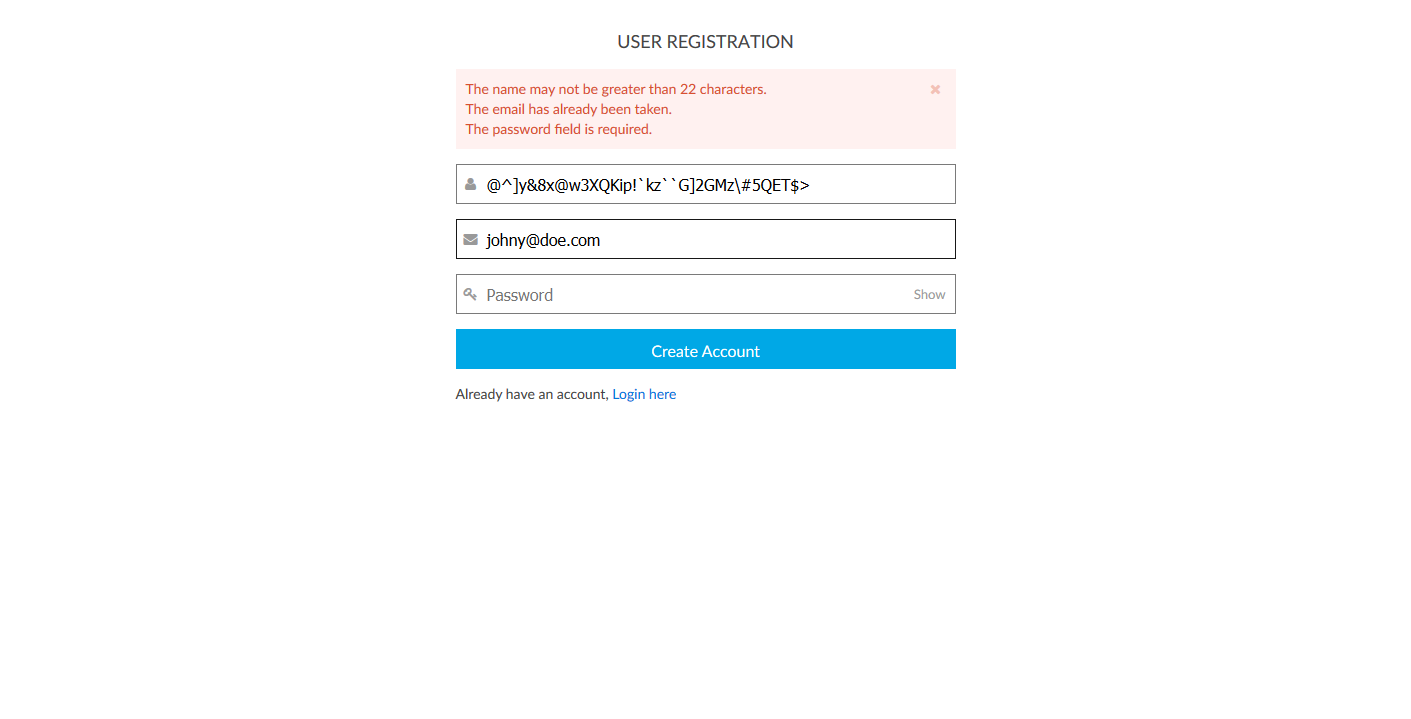 USER REGISTRATION
The name may not be greater than 22 characters.
The email has already been taken.
The password field is required.
@^]y&8x@w3XQKip!`kz``G]2GMz\#5QET$>
johny@doe.com
Password Show
Create Account
Already have an account, Login here